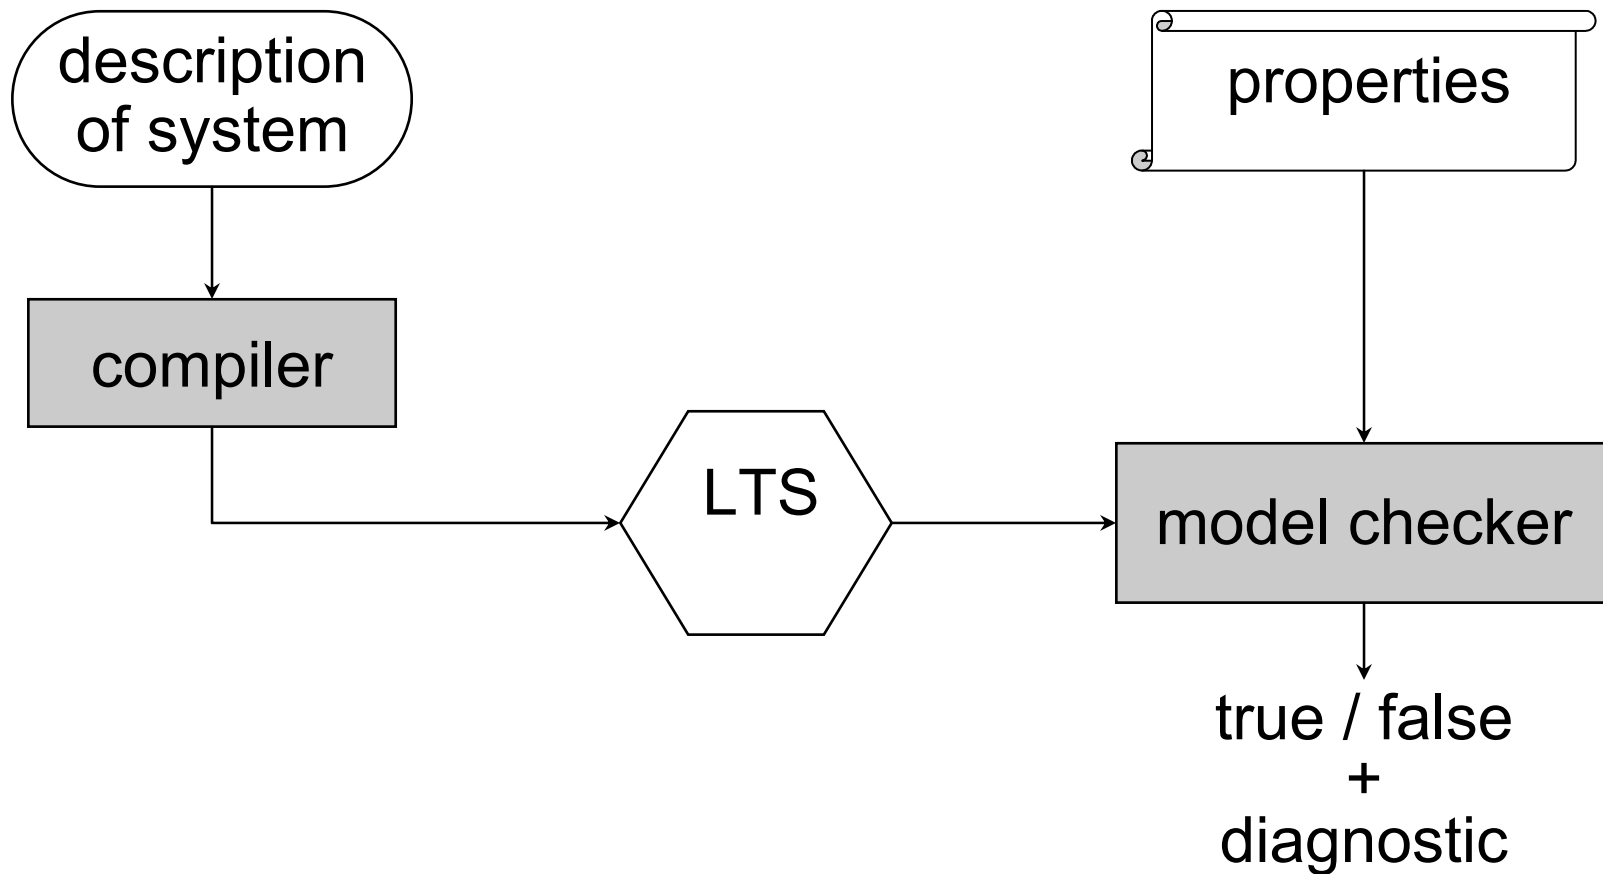 description
of system
properties
compiler
LTS
model checker
true / false
+
diagnostic